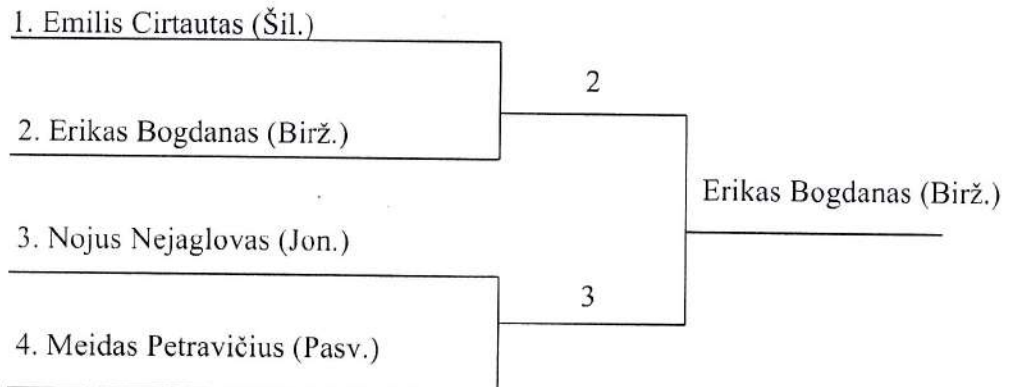 1. Emilis Cirtautas (Šil.)
2
2. Erikas Bogdanas (Birž.)
Erikas Bogdanas (Birž.)
3. Nojus Nejaglovas (Jon.)
3
4. Meidas Petravičius (Pasv.)